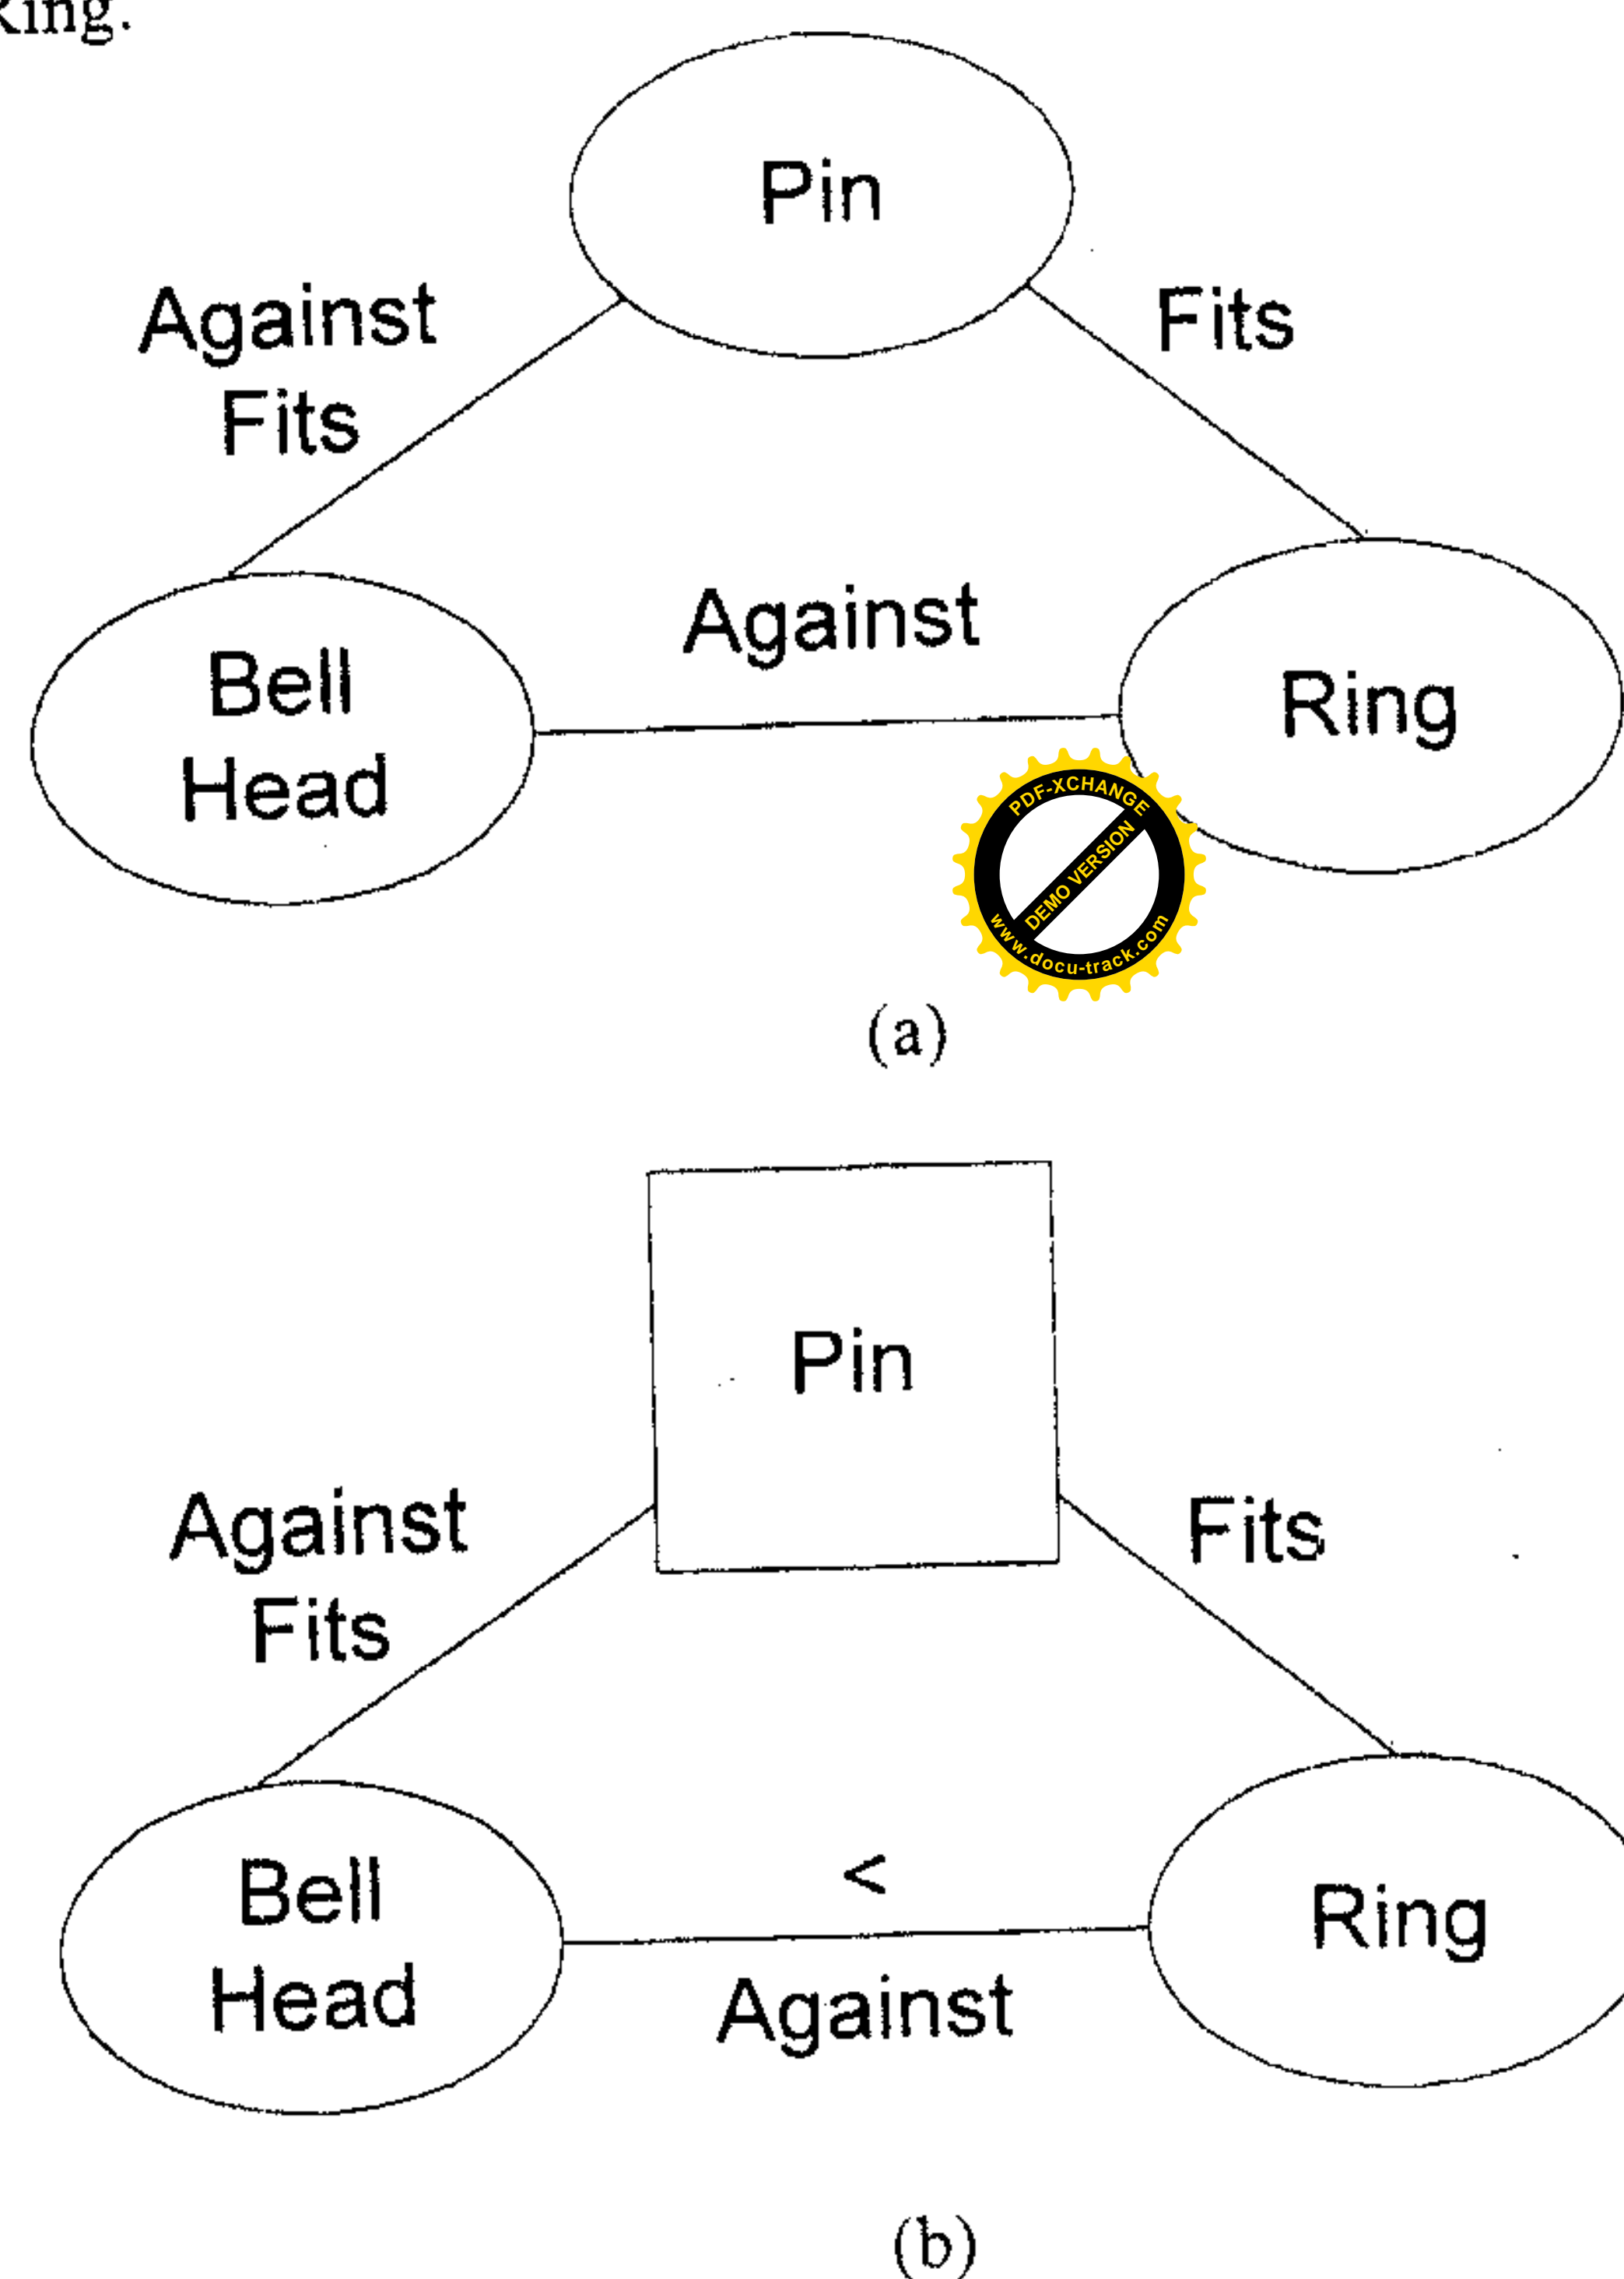 king.
Pin
Against
Fits
Fits
Against
Bell
Head
Ring
PDF-XCHANGE
DEMO VERSION
www.docu-track.com
(a)
Pin
Against
Fits
Fits
<
Bell
Head
Ring
Against
(b)